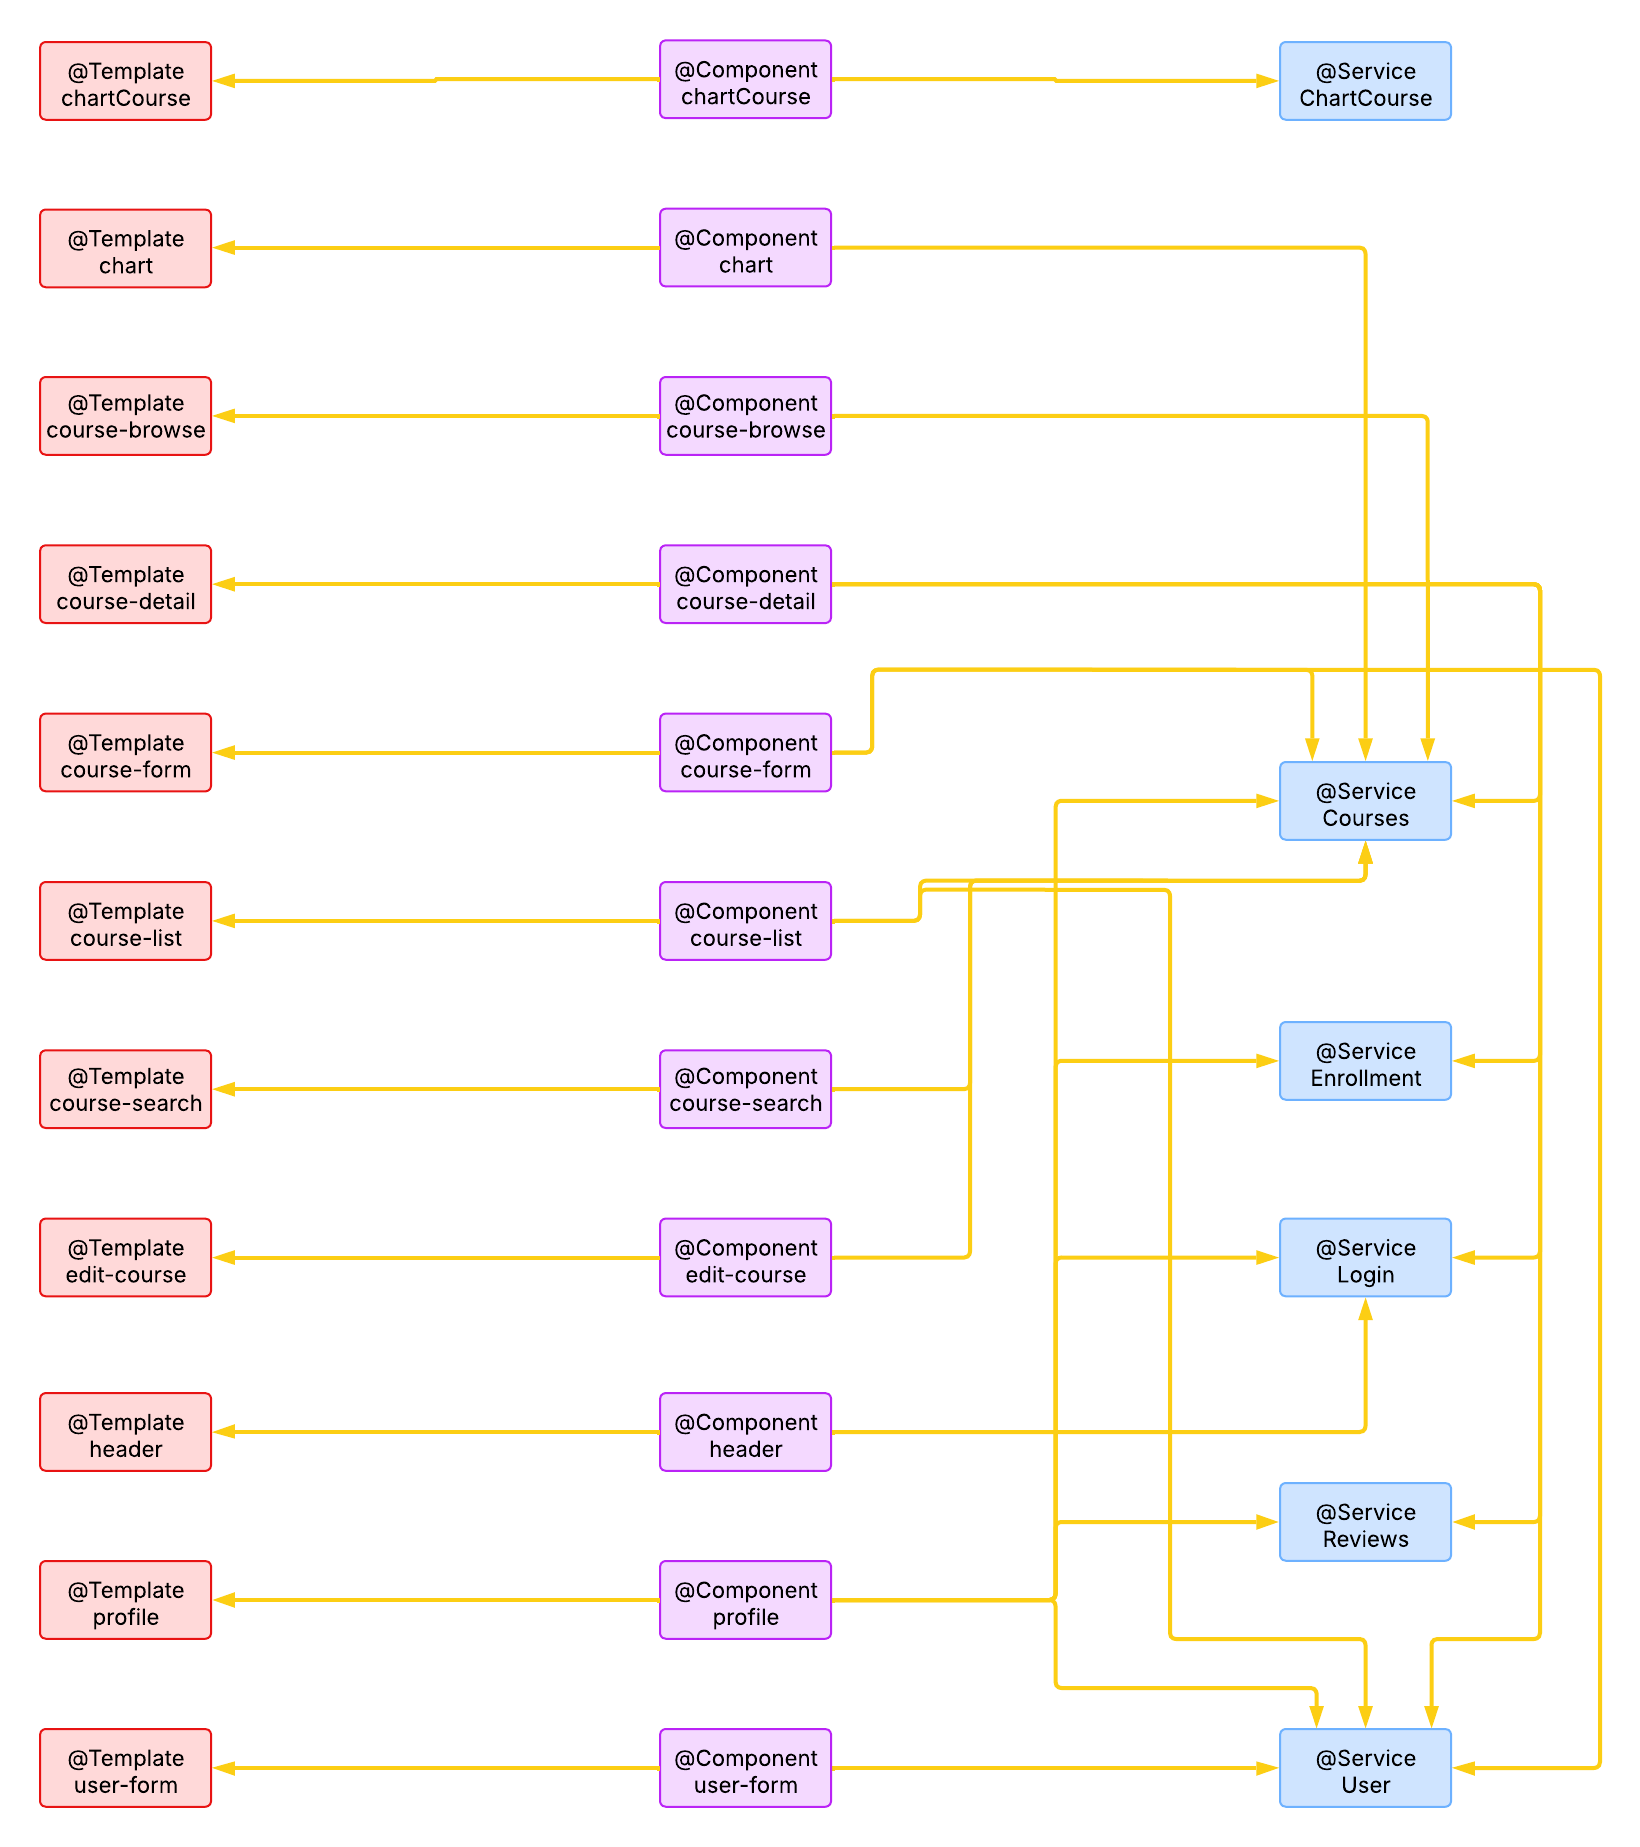 @Template
chartCourse
@Component
chartCourse
@Service
ChartCourse
@Template
chart
@Component
chart
@Template
course-browse
@Component
course-browse
@Template
course-detail
@Component
course-detail
@Template
course-form
@Component
course-form
@Service
Courses
@Template
course-list
@Component
course-list
@Template
course-search
@Component
course-search
@Service
Enrollment
@Template
edit-course
@Component
edit-course
@Service
Login
@Template
header
@Component
header
@Service
Reviews
@Template
profile
@Component
profile
@Template
user-form
@Component
user-form
@Service
User